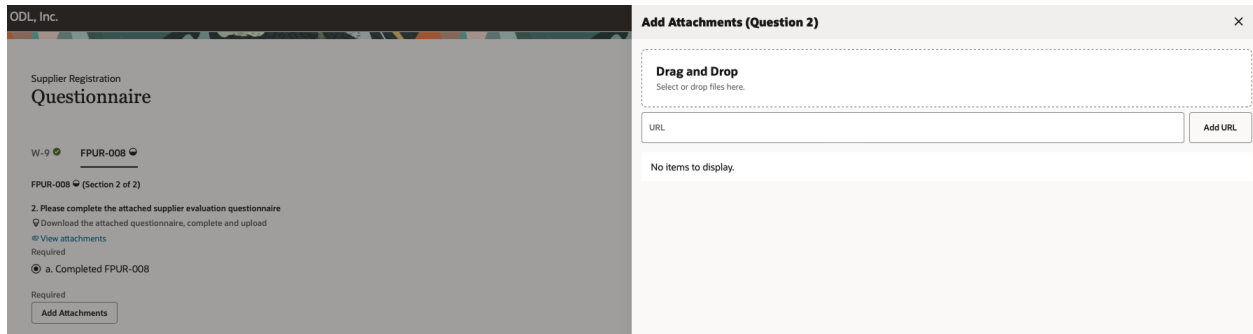 ODL, Inc.
Supplier Registration
Questionnaire
W-9
FPUR-008
FPUR-008 (Section 2 of 2)
2. Please complete the attached supplier evaluation questionnaire
Download the attached questionnaire, complete and upload
View attachments
Required
a. Completed FPUR-008
Required
Add Attachments
Add Attachments (Question 2)
Drag and Drop
Select or drop files here.
URL
Add URL
No items to display.